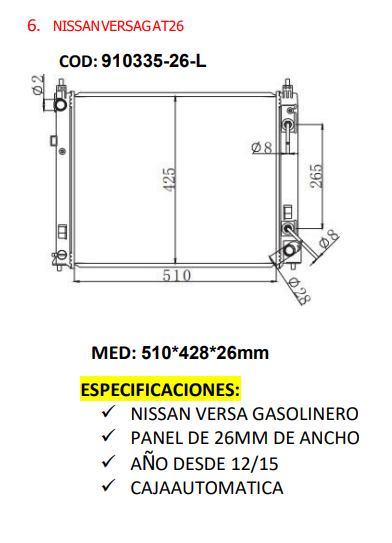 6. NISSANVERSAGAT26
COD: 910335-26-L
Ø2
Ø8
425
265
Ø8
510
Ø28
MED: 510*428*26mm
ESPECIFICACIONES:
✓ NISSAN VERSA GASOLINERO
✓ PANEL DE 26MM DE ANCHO
✓ AÑO DESDE 12/15
✓ CAJAAUTOMATICA